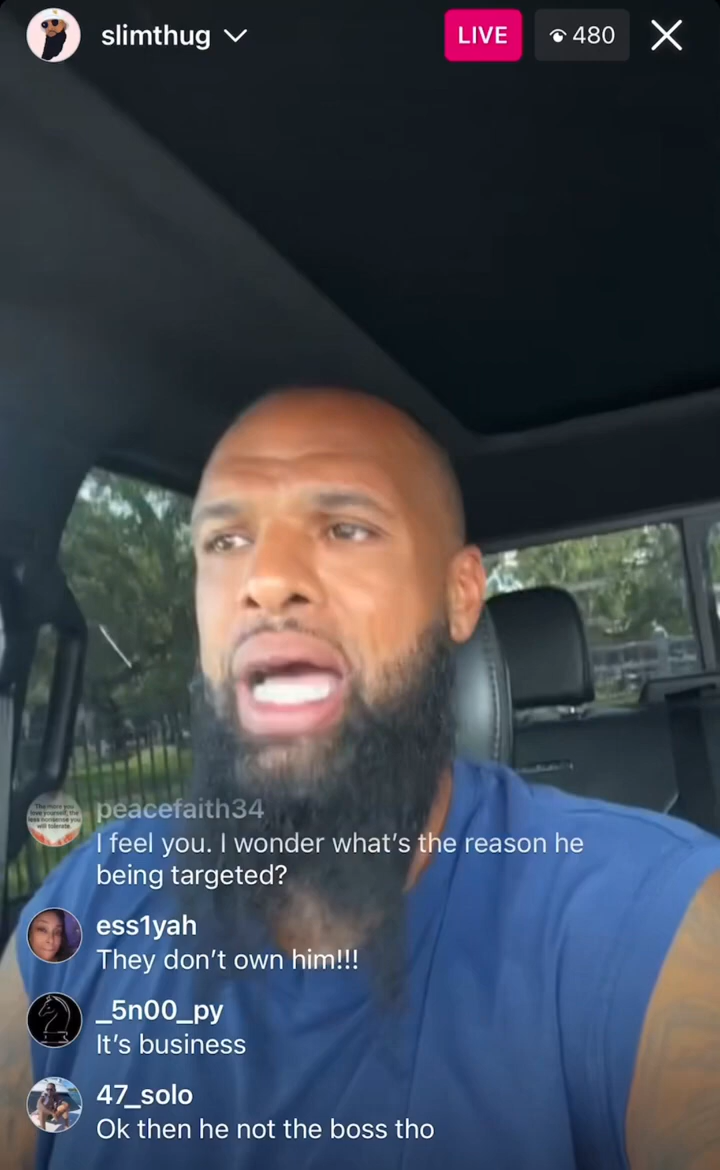 slimthug
LIVE
480
peacefaith34
I feel you. I wonder what’s the reason he
being targeted?
ess1yah
They don’t own him!!!
_5n00_py
It’s business
47_solo
Ok then he not the boss tho